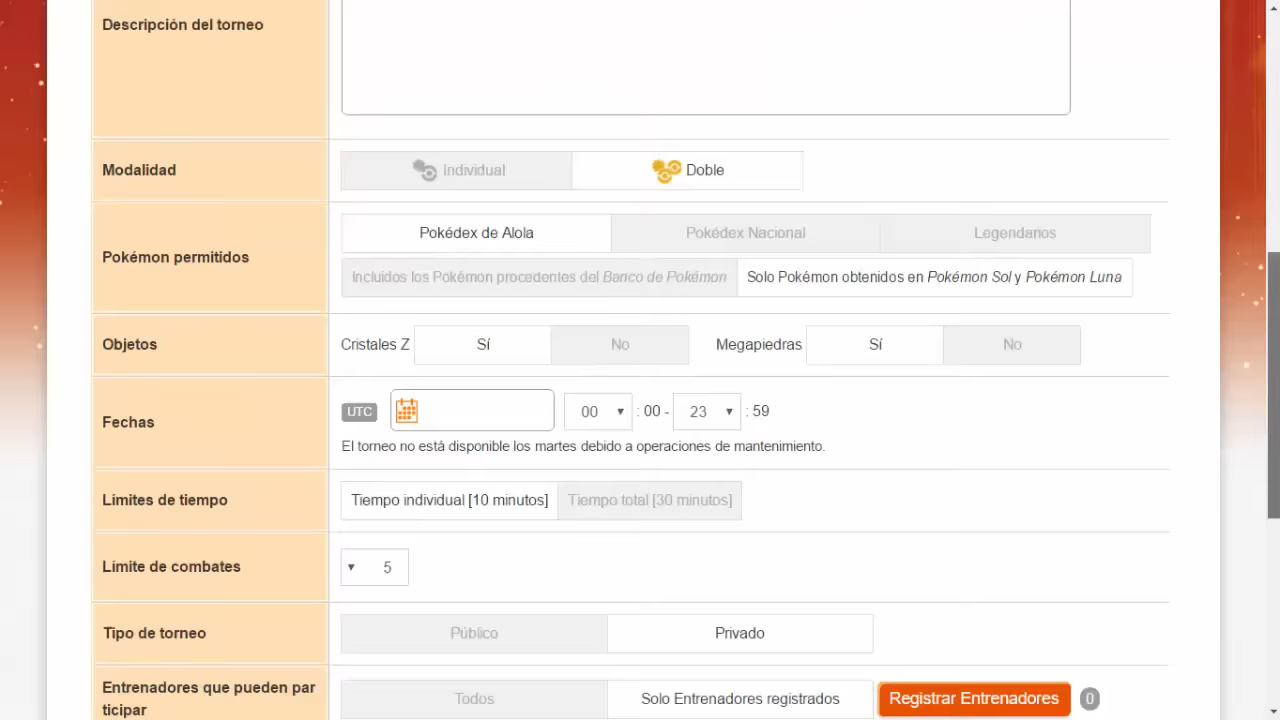 Descripción del torneo
Modalidad
Individual
Doble
Pokémon permitidos
Pokédex de Alola
Pokédex Nacional
Legendarios
Incluidos los Pokémon procedentes del Banco de Pokémon
Solo Pokémon obtenidos en Pokémon Sol y Pokémon Luna
Objetos
Cristales Z
Sí
No
Megapiedras
Sí
No
Fechas
UTC
00 ▼ : 00 - 23 ▼ : 59
El torneo no está disponible los martes debido a operaciones de mantenimiento.
Límites de tiempo
Tiempo individual [10 minutos]
Tiempo total [30 minutos]
Límite de combates
▼ 5
Tipo de torneo
Público
Privado
Entrenadores que pueden par
ticipar
Todos
Solo Entrenadores registrados
Registrar Entrenadores
0